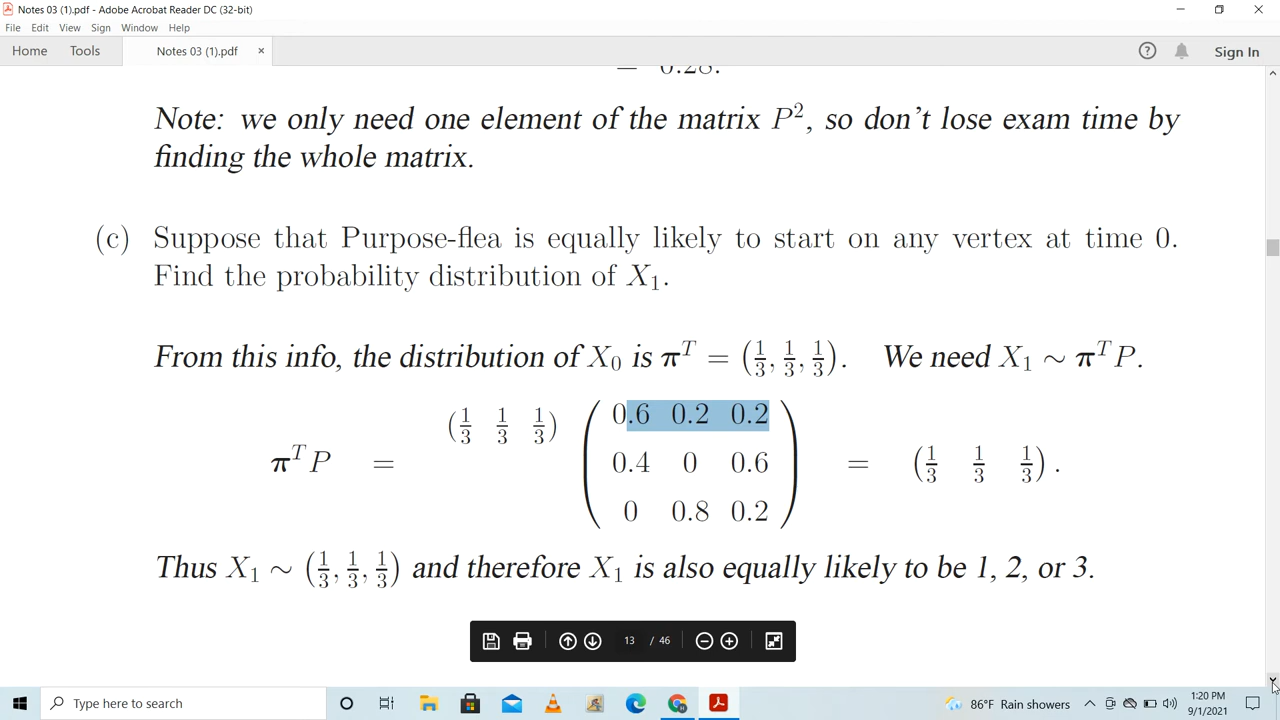 Notes 03 (1).pdf - Adobe Acrobat Reader DC (32-bit)
File Edit View Sign Window Help
Home Tools Notes 03 (1).pdf × Sign In
= 0.28.
Note: we only need one element of the matrix P², so don't lose exam time by
finding the whole matrix.
(c) Suppose that Purpose-flea is equally likely to start on any vertex at time 0.
Find the probability distribution of X₁.
From this info, the distribution of X₀ is πᵀ = (1/3, 1/3, 1/3). We need X₁ ~ πᵀP.
(1/3 1/3 1/3) 0.6 0.2 0.2
πᵀP = 0.4 0 0.6 = (1/3 1/3 1/3).
0 0.8 0.2
Thus X₁ ~ (1/3, 1/3, 1/3) and therefore X₁ is also equally likely to be 1, 2, or 3.
13 / 46
Type here to search
86°F Rain showers
1:20 PM
9/1/2021